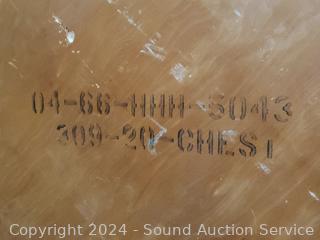 04-66-HHH-5043
309-20-CHEST
Copyright 2024 - Sound Auction Service